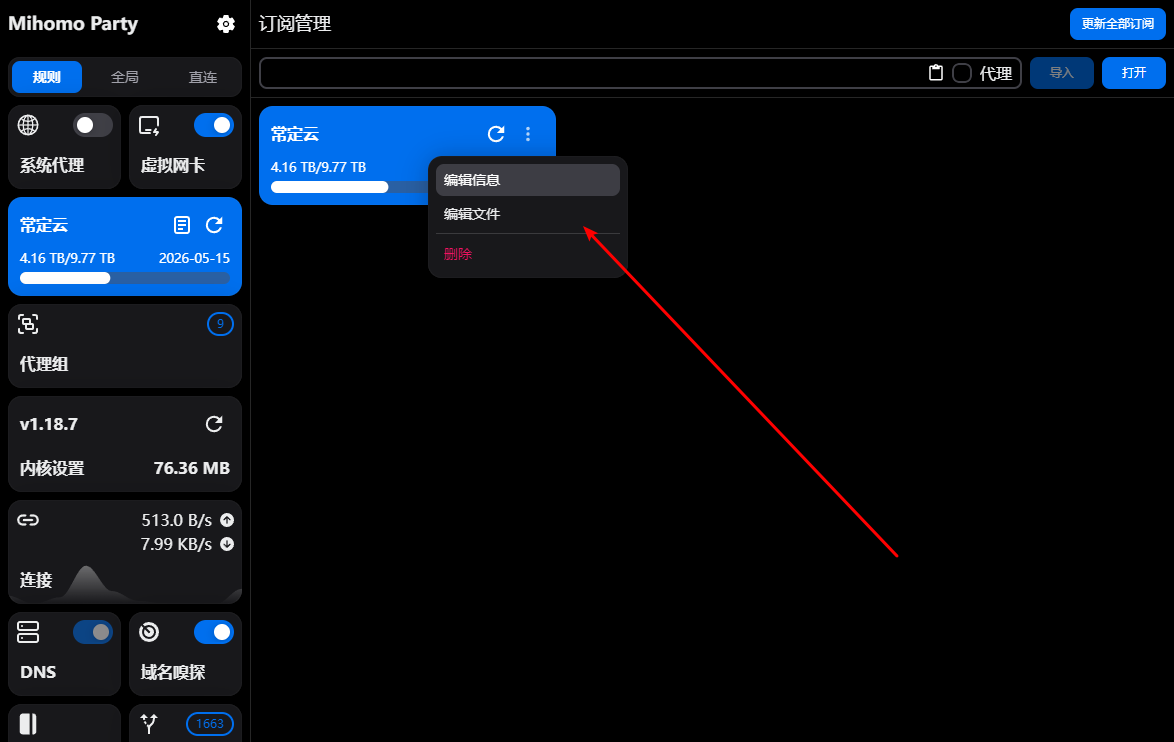 Mihomo Party
规则 全局 直连
系统代理 虚拟网卡
常定云
4.16 TB/9.77 TB 2026-05-15
9
代理组
v1.18.7
内核设置 76.36 MB
513.0 B/s
7.99 KB/s
连接
DNS 域名嗅探
1663
订阅管理 更新全部订阅
代理 导入 打开
常定云
4.16 TB/9.77 TB
编辑信息
编辑文件
删除